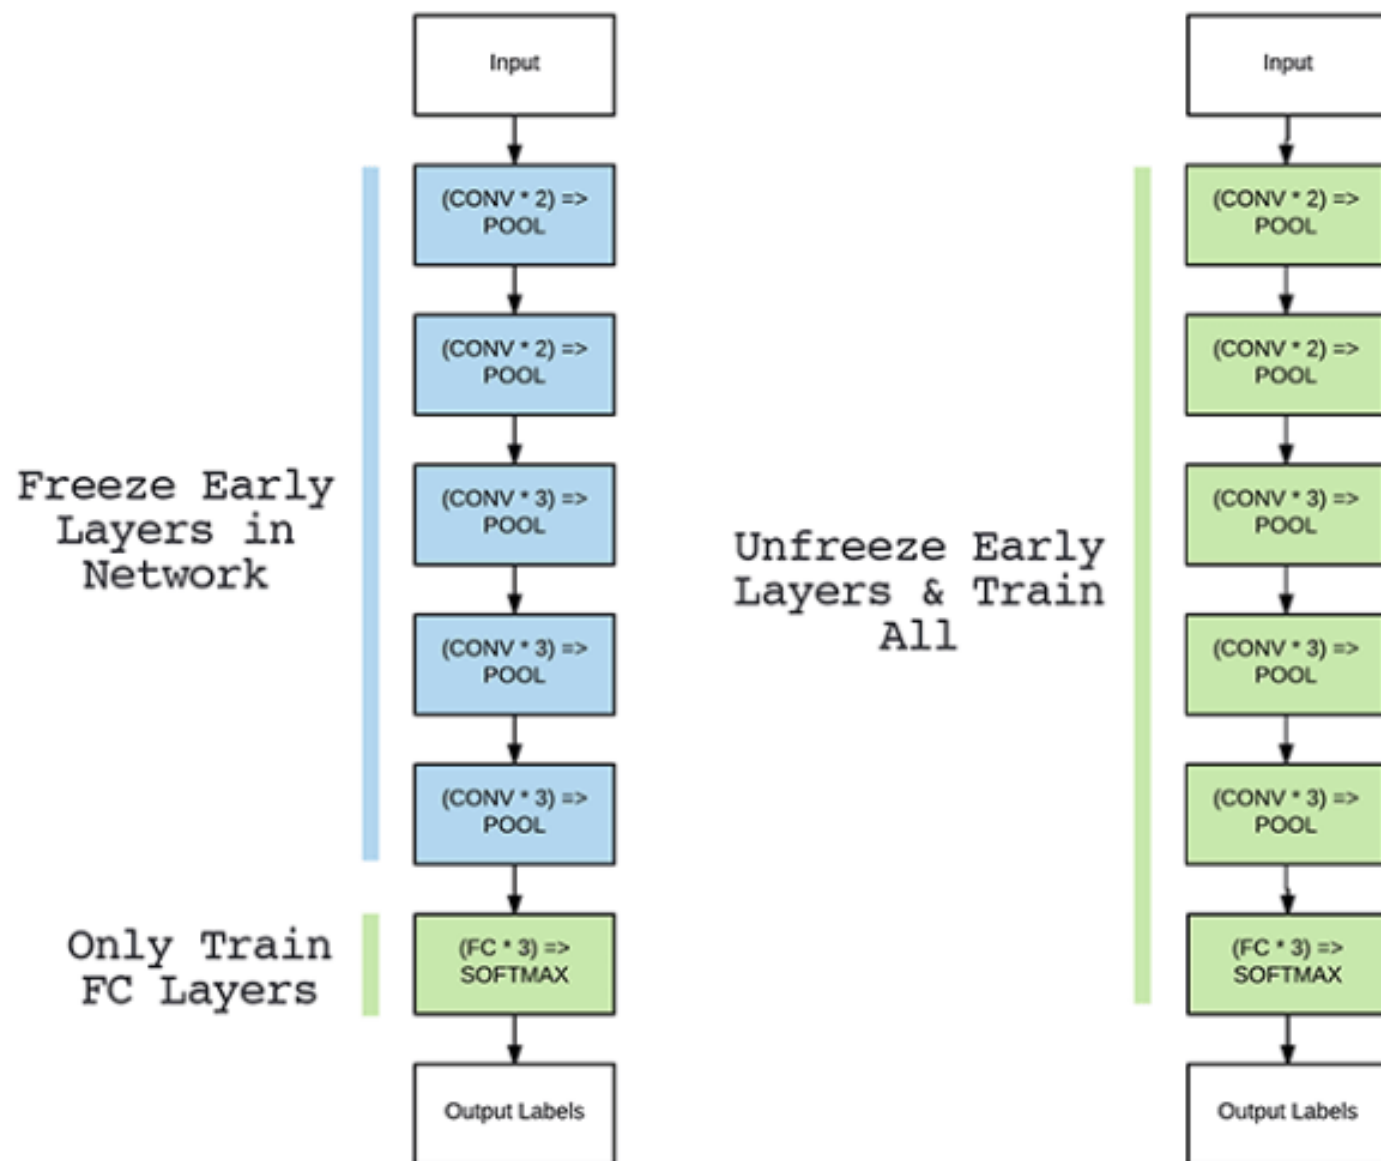 Input
(CONV * 2) =>
POOL
(CONV * 2) =>
POOL
(CONV * 3) =>
POOL
(CONV * 3) =>
POOL
(CONV * 3) =>
POOL
(FC * 3) =>
SOFTMAX
Output Labels
Freeze Early
Layers in
Network
Only Train
FC Layers
Input
(CONV * 2) =>
POOL
(CONV * 2) =>
POOL
(CONV * 3) =>
POOL
(CONV * 3) =>
POOL
(CONV * 3) =>
POOL
(FC * 3) =>
SOFTMAX
Output Labels
Unfreeze Early
Layers & Train
All